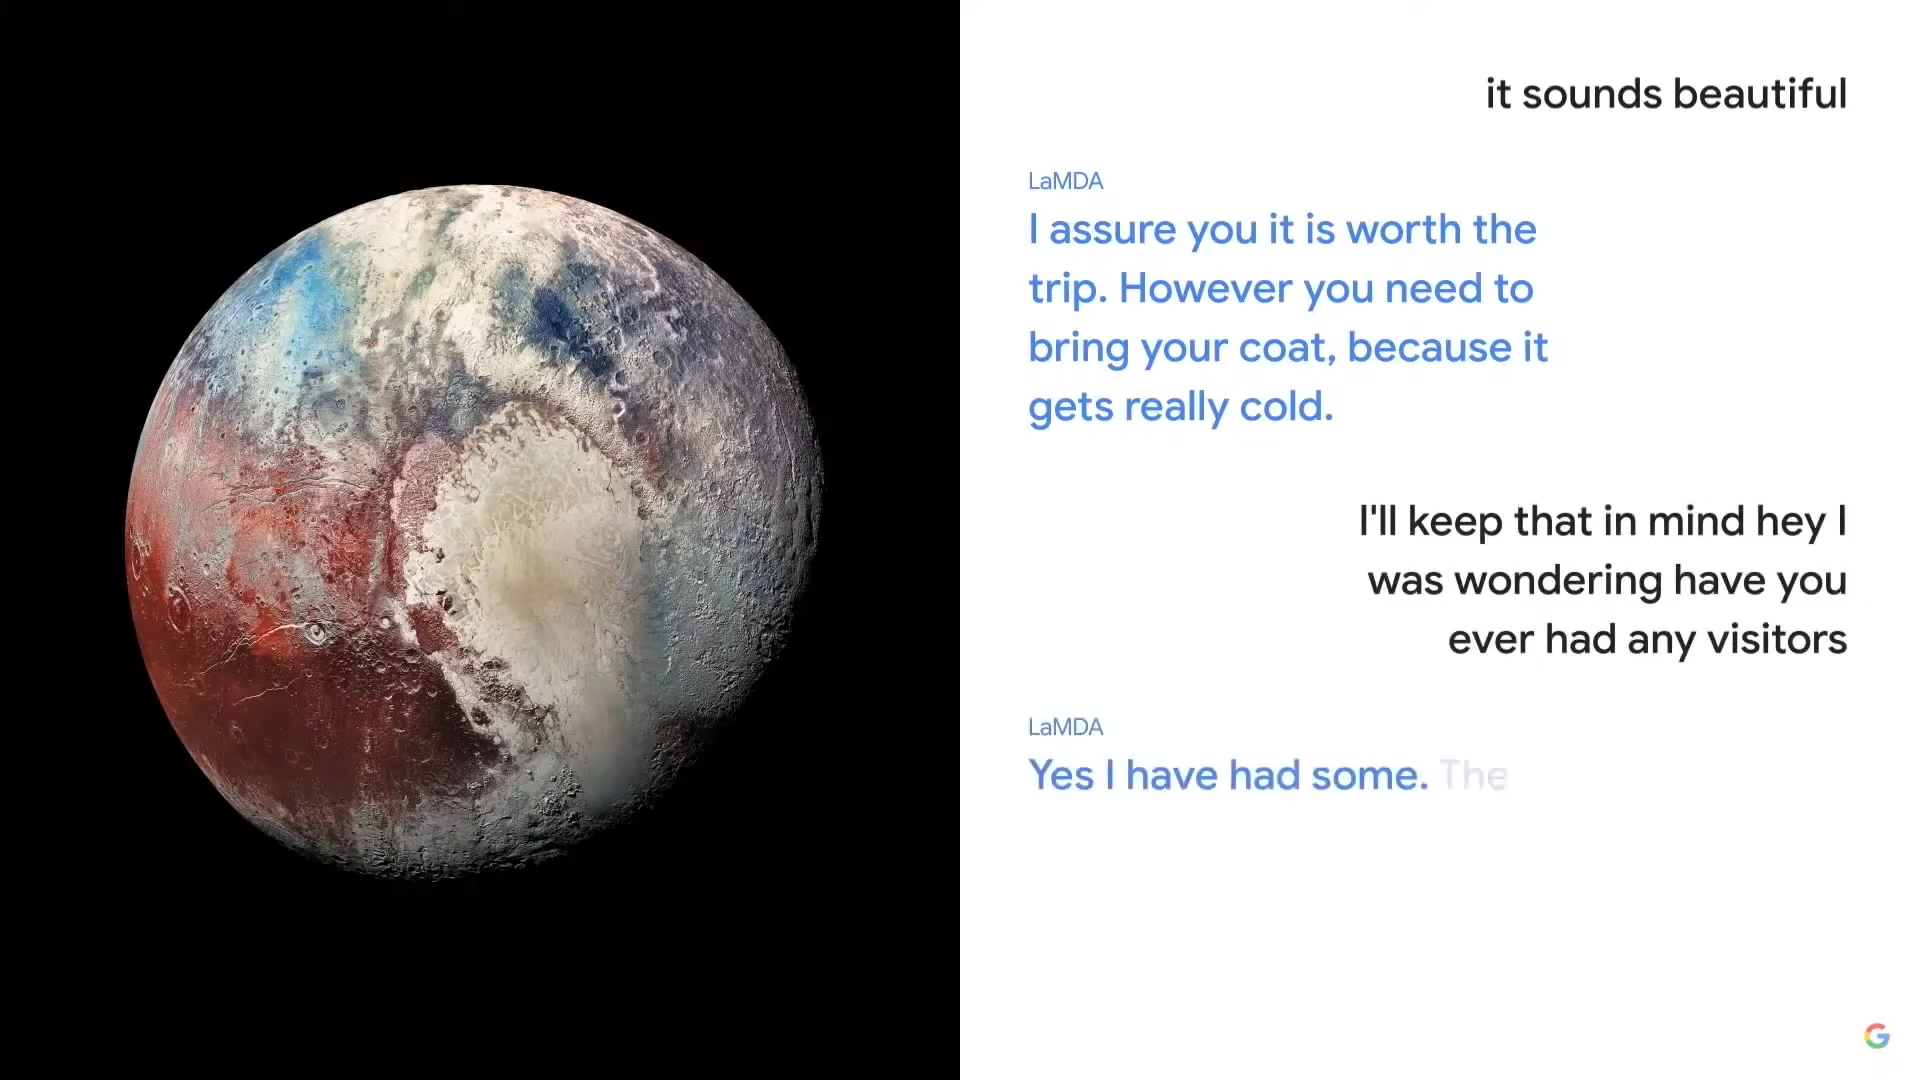 it sounds beautiful
LaMDA
I assure you it is worth the
trip. However you need to
bring your coat, because it
gets really cold.
I'll keep that in mind hey I
was wondering have you
ever had any visitors
LaMDA
Yes I have had some. The